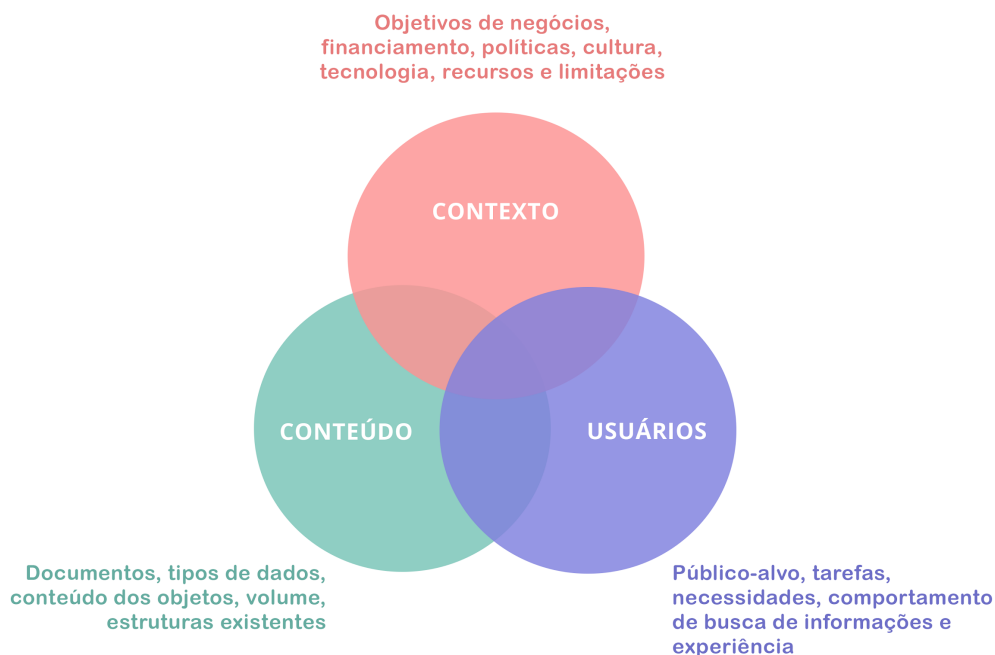 Objetivos de negócios,
financiamento, políticas, cultura,
tecnologia, recursos e limitações
CONTEXTO
CONTEÚDO
USUÁRIOS
Documentos, tipos de dados,
conteúdo dos objetos, volume,
estruturas existentes
Público-alvo, tarefas,
necessidades, comportamento
de busca de informações e
experiência